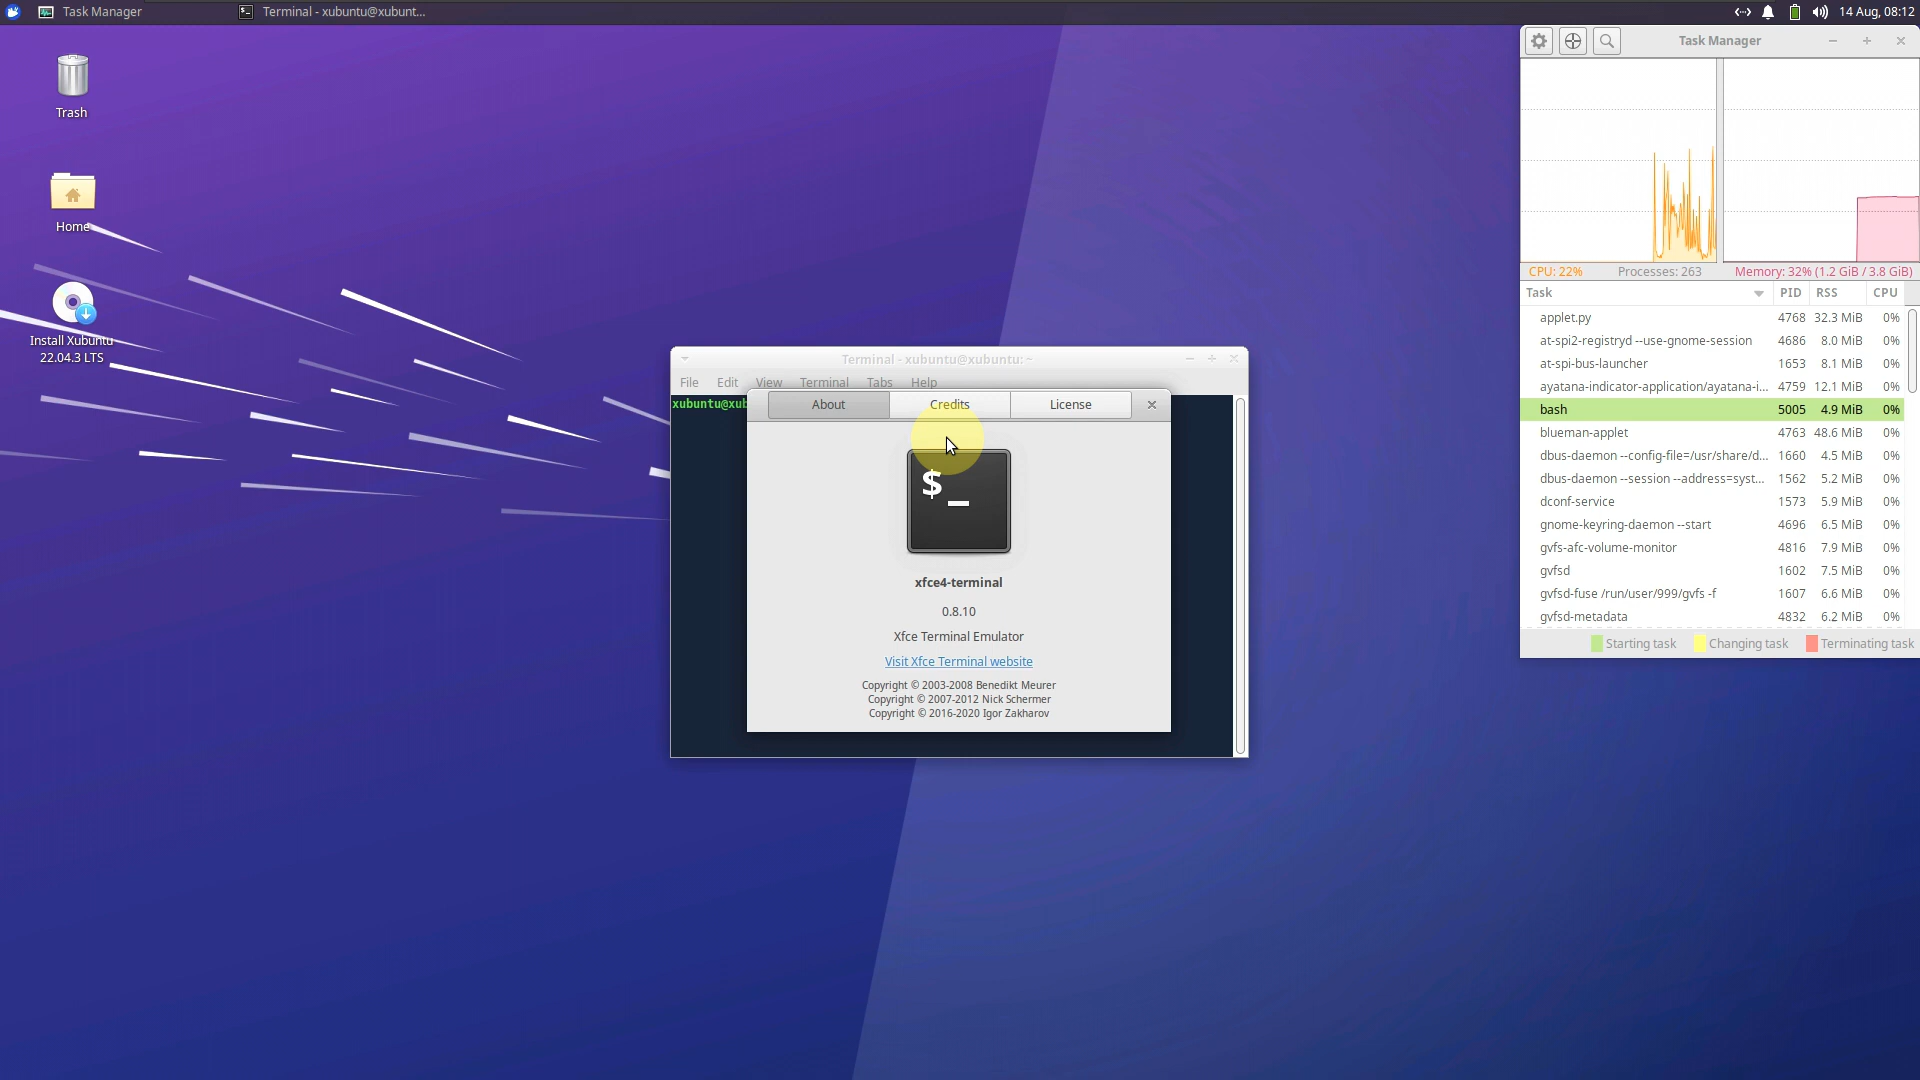 Task Manager
Terminal - xubuntu@xubunt...
14 Aug, 08:12
Trash
Home
Install Xubuntu
22.04.3 LTS
Terminal - xubuntu@xubuntu: ~
File Edit View Terminal Tabs Help
xubuntu@xub
About Credits License
$_
xfce4-terminal
0.8.10
Xfce Terminal Emulator
Visit Xfce Terminal website
Copyright © 2003-2008 Benedikt Meurer
Copyright © 2007-2012 Nick Schermer
Copyright © 2016-2020 Igor Zakharov
Task Manager
CPU: 22% Processes: 263 Memory: 32% (1.2 GiB / 3.8 GiB)
Task PID RSS CPU
applet.py 4768 32.3 MiB 0%
at-spi2-registryd --use-gnome-session 4686 8.0 MiB 0%
at-spi-bus-launcher 1653 8.1 MiB 0%
ayatana-indicator-application/ayatana-i... 4759 12.1 MiB 0%
bash 5005 4.9 MiB 0%
blueman-applet 4763 48.6 MiB 0%
dbus-daemon --config-file=/usr/share/d... 1660 4.5 MiB 0%
dbus-daemon --session --address=syst... 1562 5.2 MiB 0%
dconf-service 1573 5.9 MiB 0%
gnome-keyring-daemon --start 4696 6.5 MiB 0%
gvfs-afc-volume-monitor 4816 7.9 MiB 0%
gvfsd 1602 7.5 MiB 0%
gvfsd-fuse /run/user/999/gvfs -f 1607 6.6 MiB 0%
gvfsd-metadata 4832 6.2 MiB 0%
Starting task Changing task Terminating task